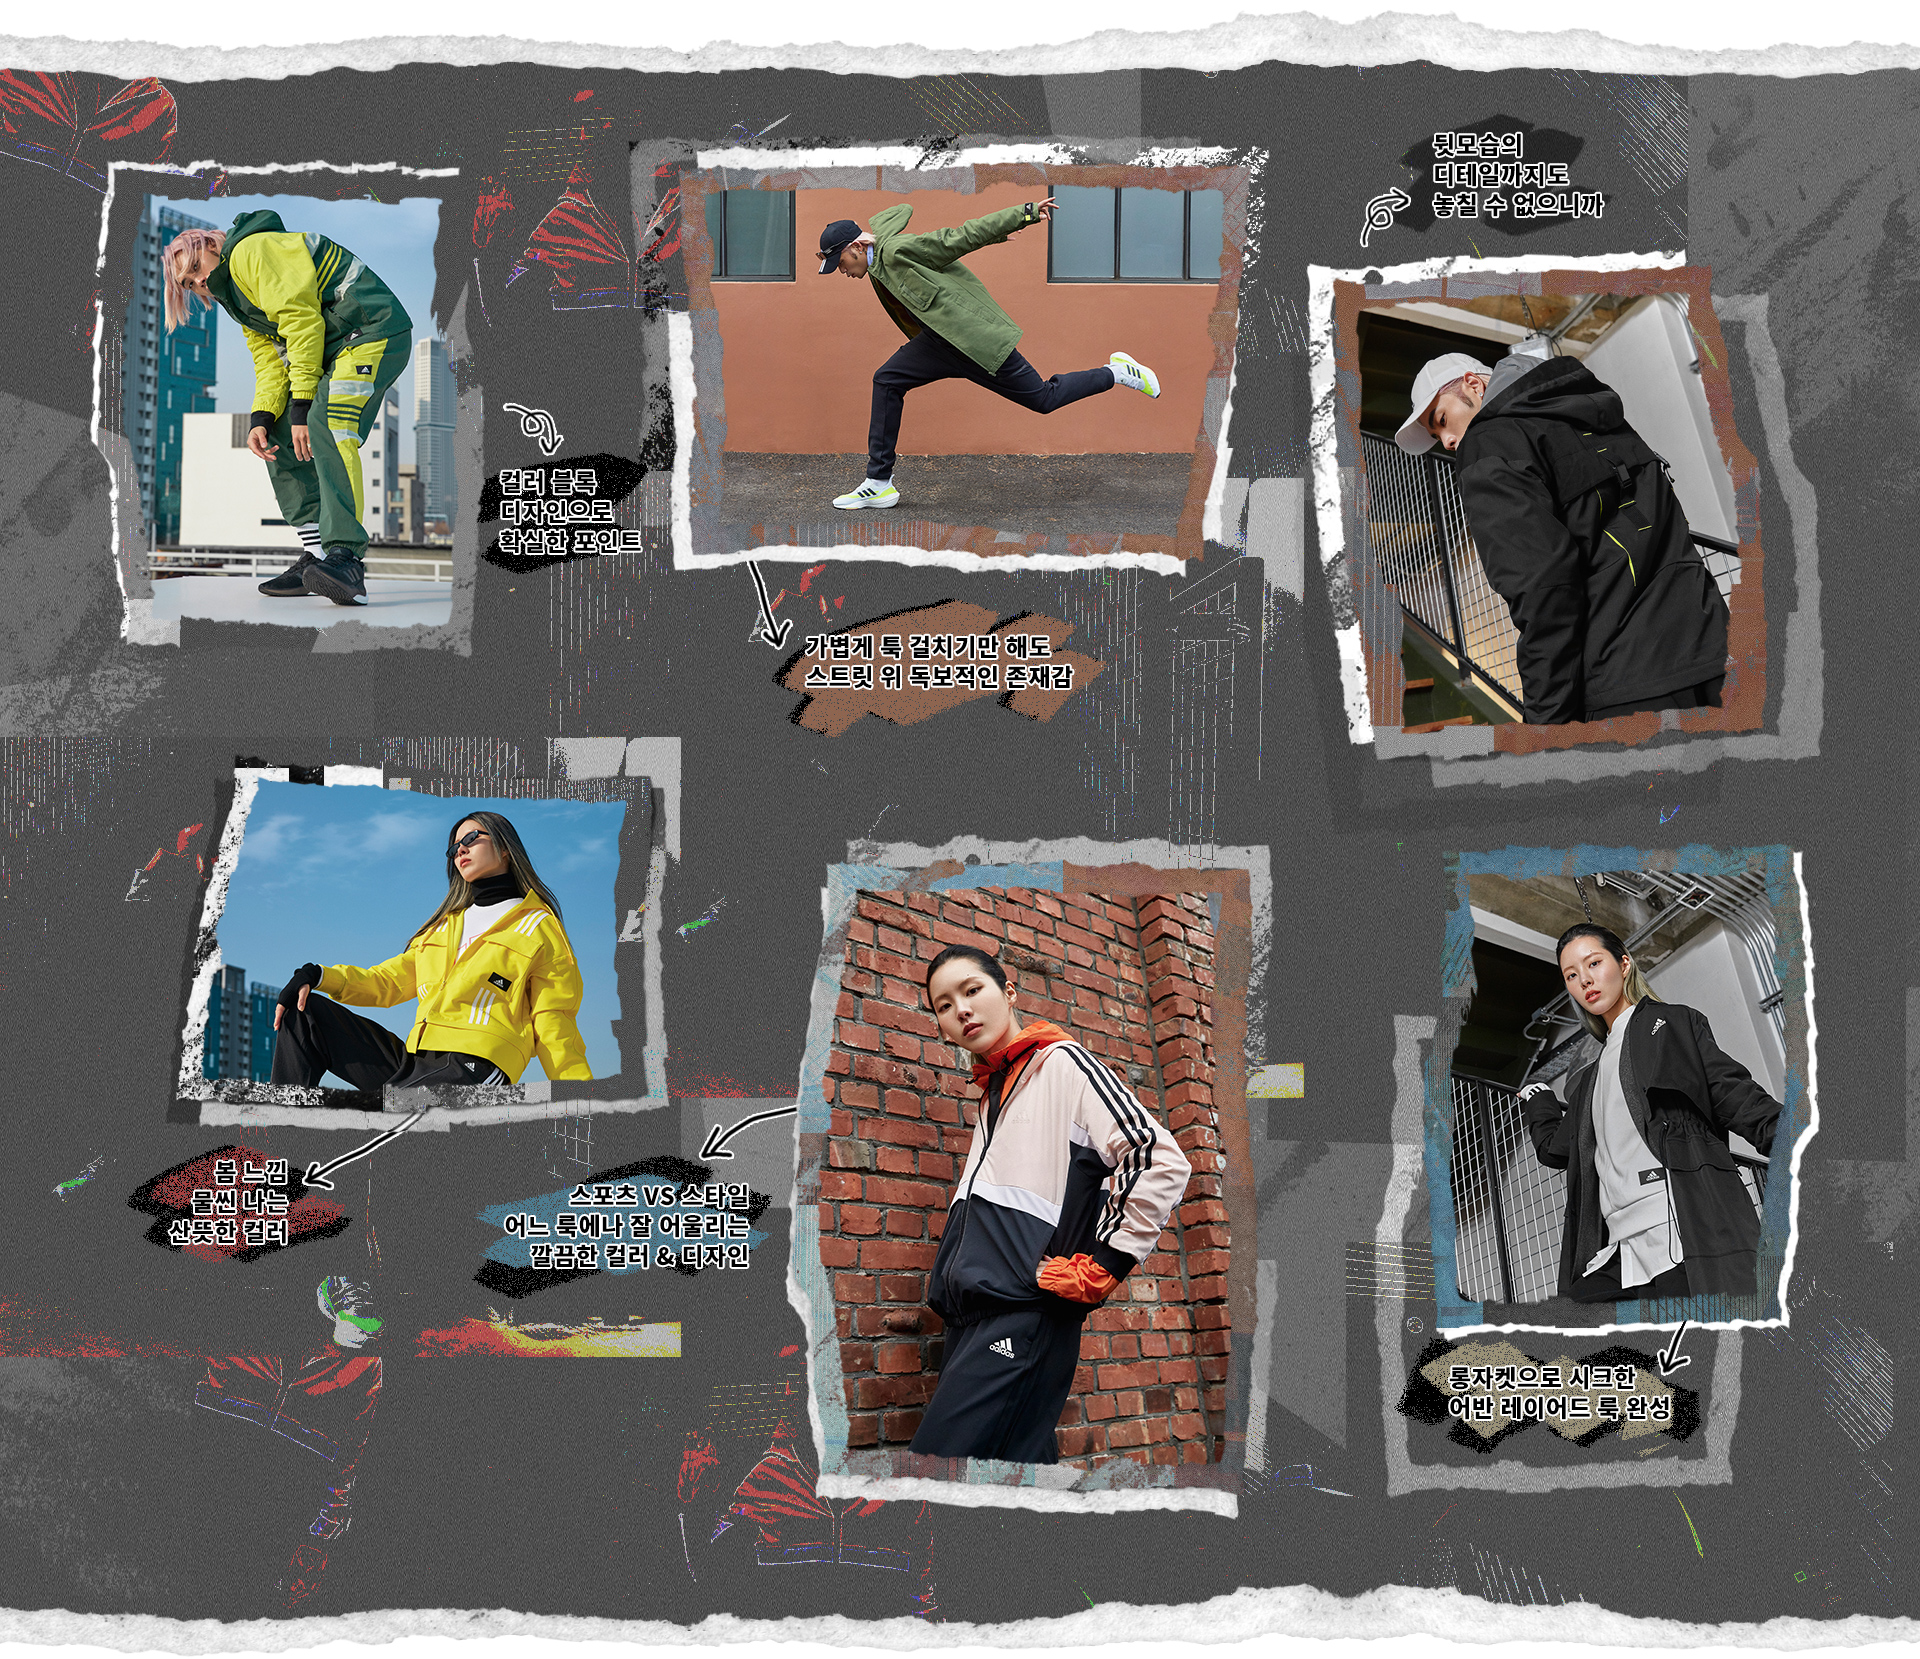 뒷모습의
디테일까지도
놓칠 수 없으니까
컬러 블록
디자인으로
확실한 포인트
가볍게 툭 걸치기만 해도
스트릿 위 독보적인 존재감
봄 느낌
물씬 나는
산뜻한 컬러
스포츠 VS 스타일
어느 룩에나 잘 어울리는
깔끔한 컬러 & 디자인
adidas
롱자켓으로 시크한
어반 레이어드 룩 완성